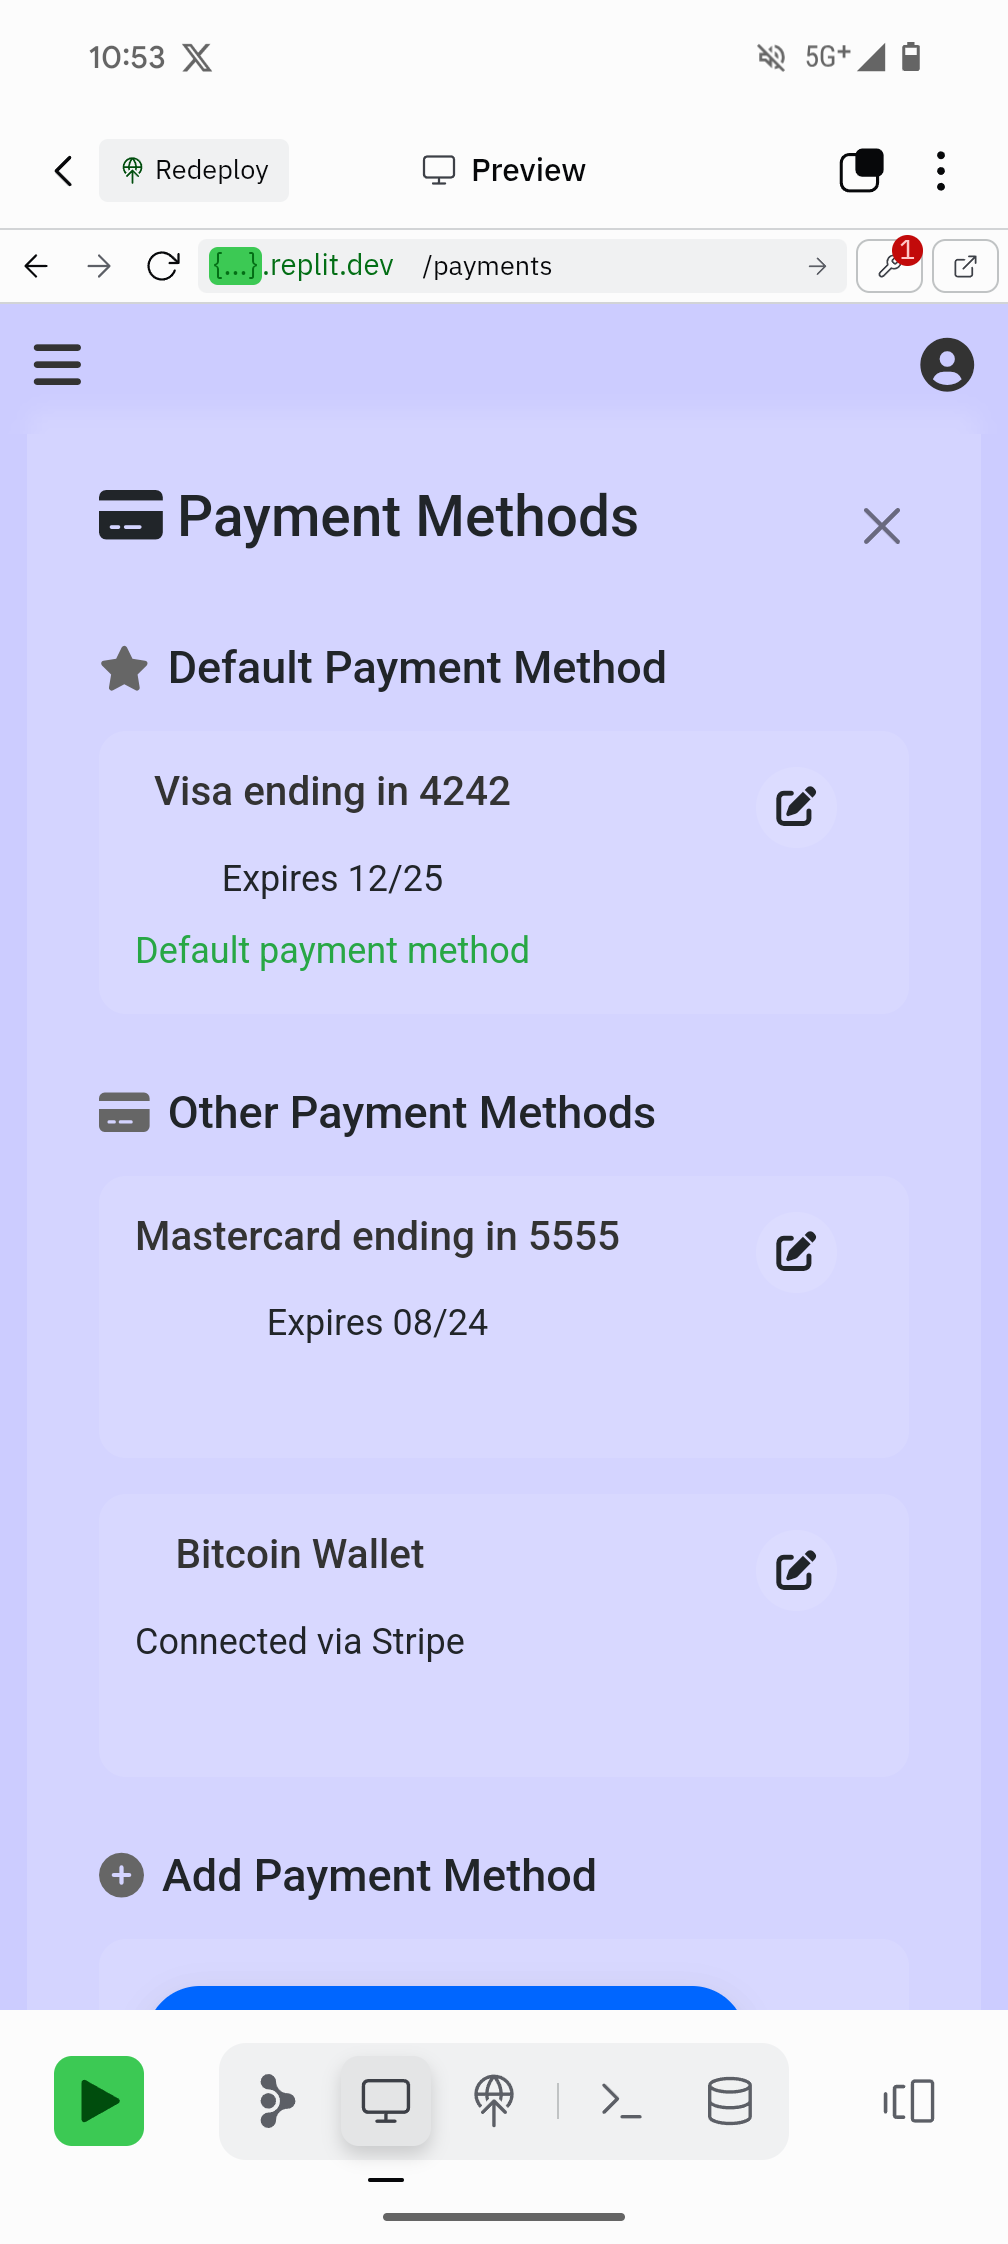 10:53 5G+
Redeploy Preview
{...}.replit.dev /payments 1
Payment Methods
Default Payment Method
Visa ending in 4242
Expires 12/25
Default payment method
Other Payment Methods
Mastercard ending in 5555
Expires 08/24
Bitcoin Wallet
Connected via Stripe
Add Payment Method